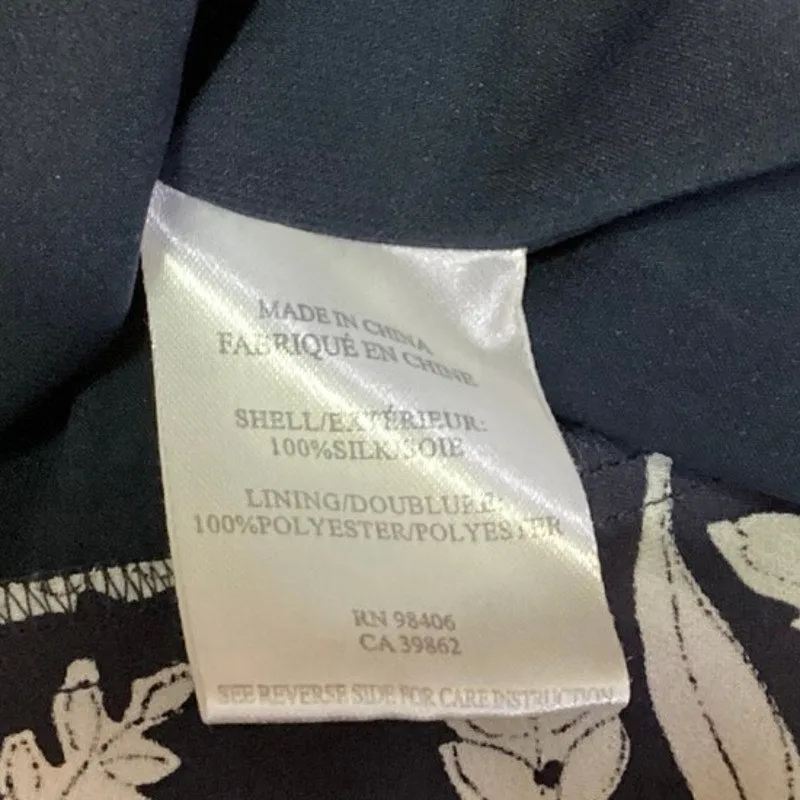 MADE IN CHINA
FABRIQUÉ EN CHINE
SHELL/EXTÉRIEUR:
100%SILK/SOIE
LINING/DOUBLURE:
100%POLYESTER/POLYESTER
RN 98406
CA 39862
SEE REVERSE SIDE FOR CARE INSTRUCTION